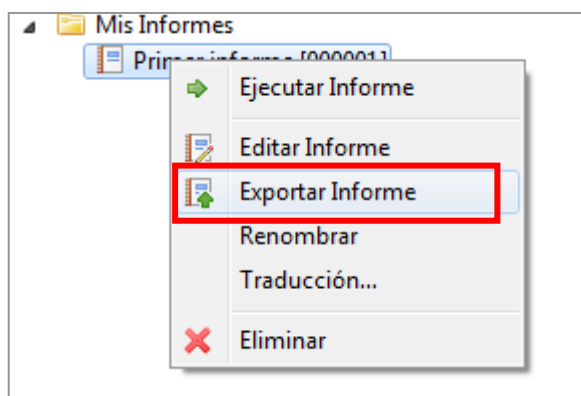 Mis Informes
Primer informe [000001]
Ejecutar Informe
Editar Informe
Exportar Informe
Renombrar
Traducción...
Eliminar